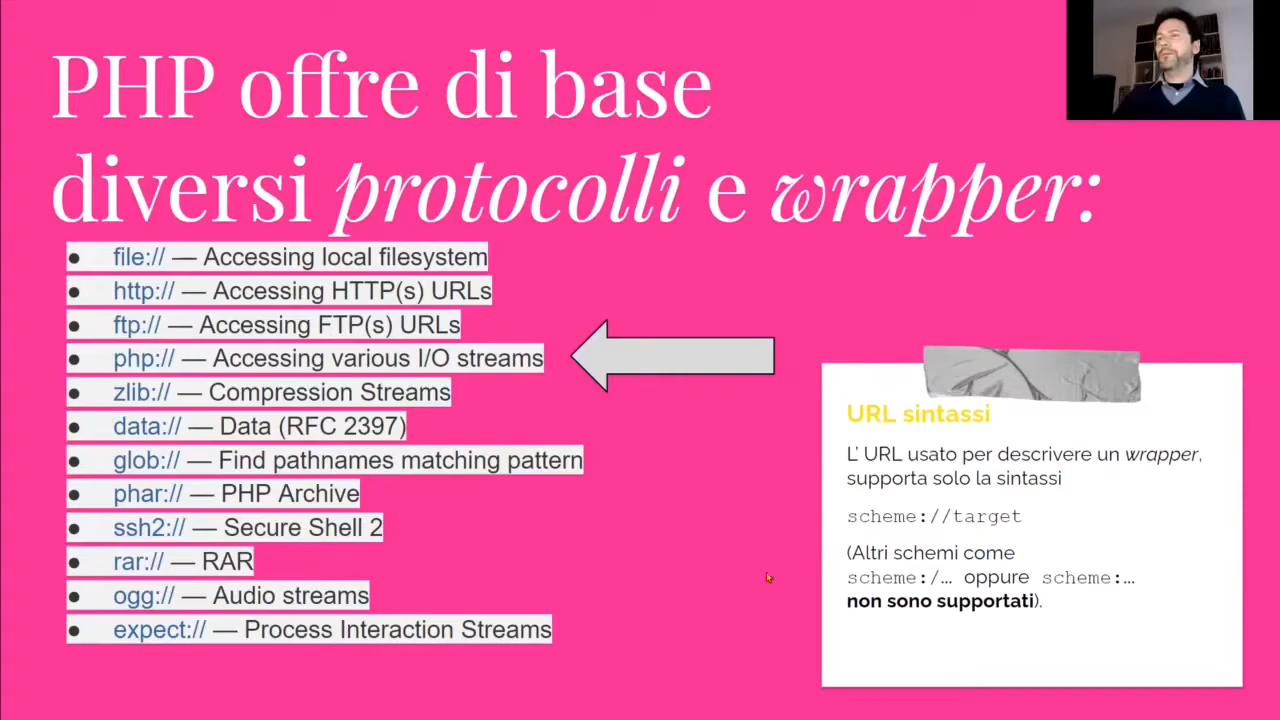 PHP offre di base
diversi protocolli e wrapper:
● file:// — Accessing local filesystem
● http:// — Accessing HTTP(s) URLs
● ftp:// — Accessing FTP(s) URLs
● php:// — Accessing various I/O streams
● zlib:// — Compression Streams
● data:// — Data (RFC 2397)
● glob:// — Find pathnames matching pattern
● phar:// — PHP Archive
● ssh2:// — Secure Shell 2
● rar:// — RAR
● ogg:// — Audio streams
● expect:// — Process Interaction Streams
URL sintassi
L’ URL usato per descrivere un wrapper,
supporta solo la sintassi
scheme://target
(Altri schemi come
scheme:/… oppure scheme:…
non sono supportati).